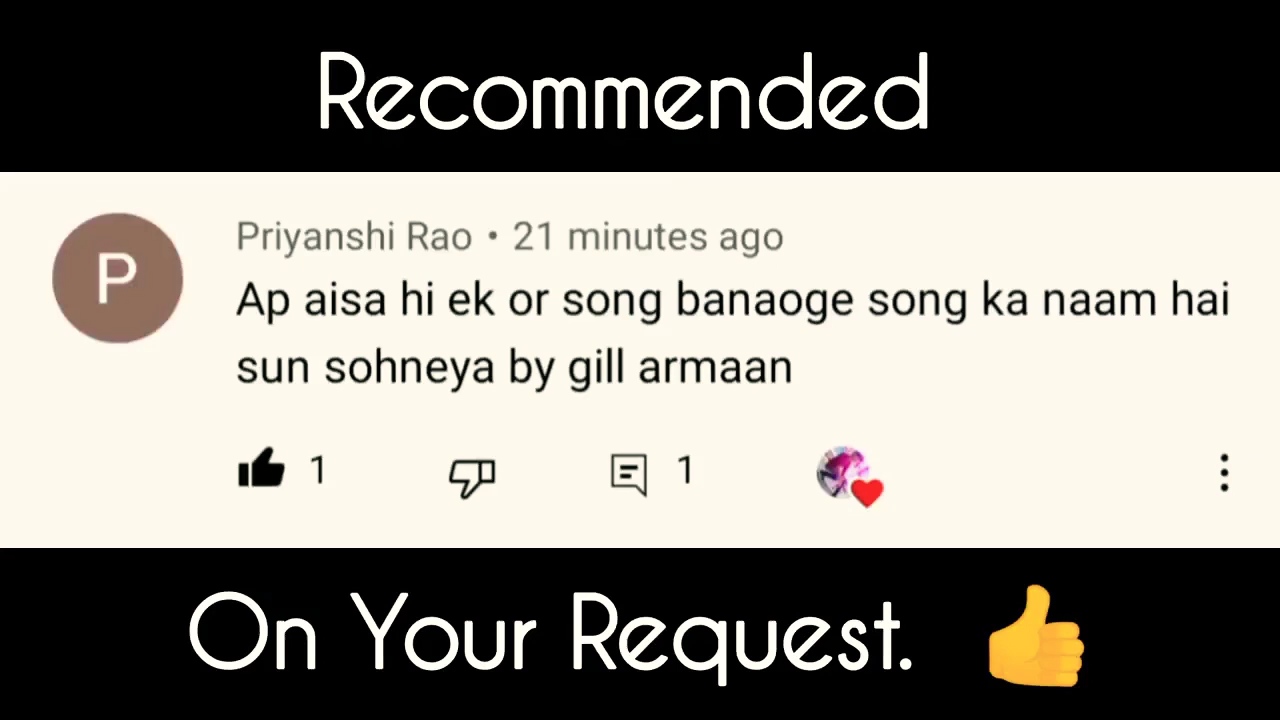 Recommended
P
Priyanshi Rao • 21 minutes ago
Ap aisa hi ek or song banaoge song ka naam hai
sun sohneya by gill armaan
1 1
On Your Request. 👍